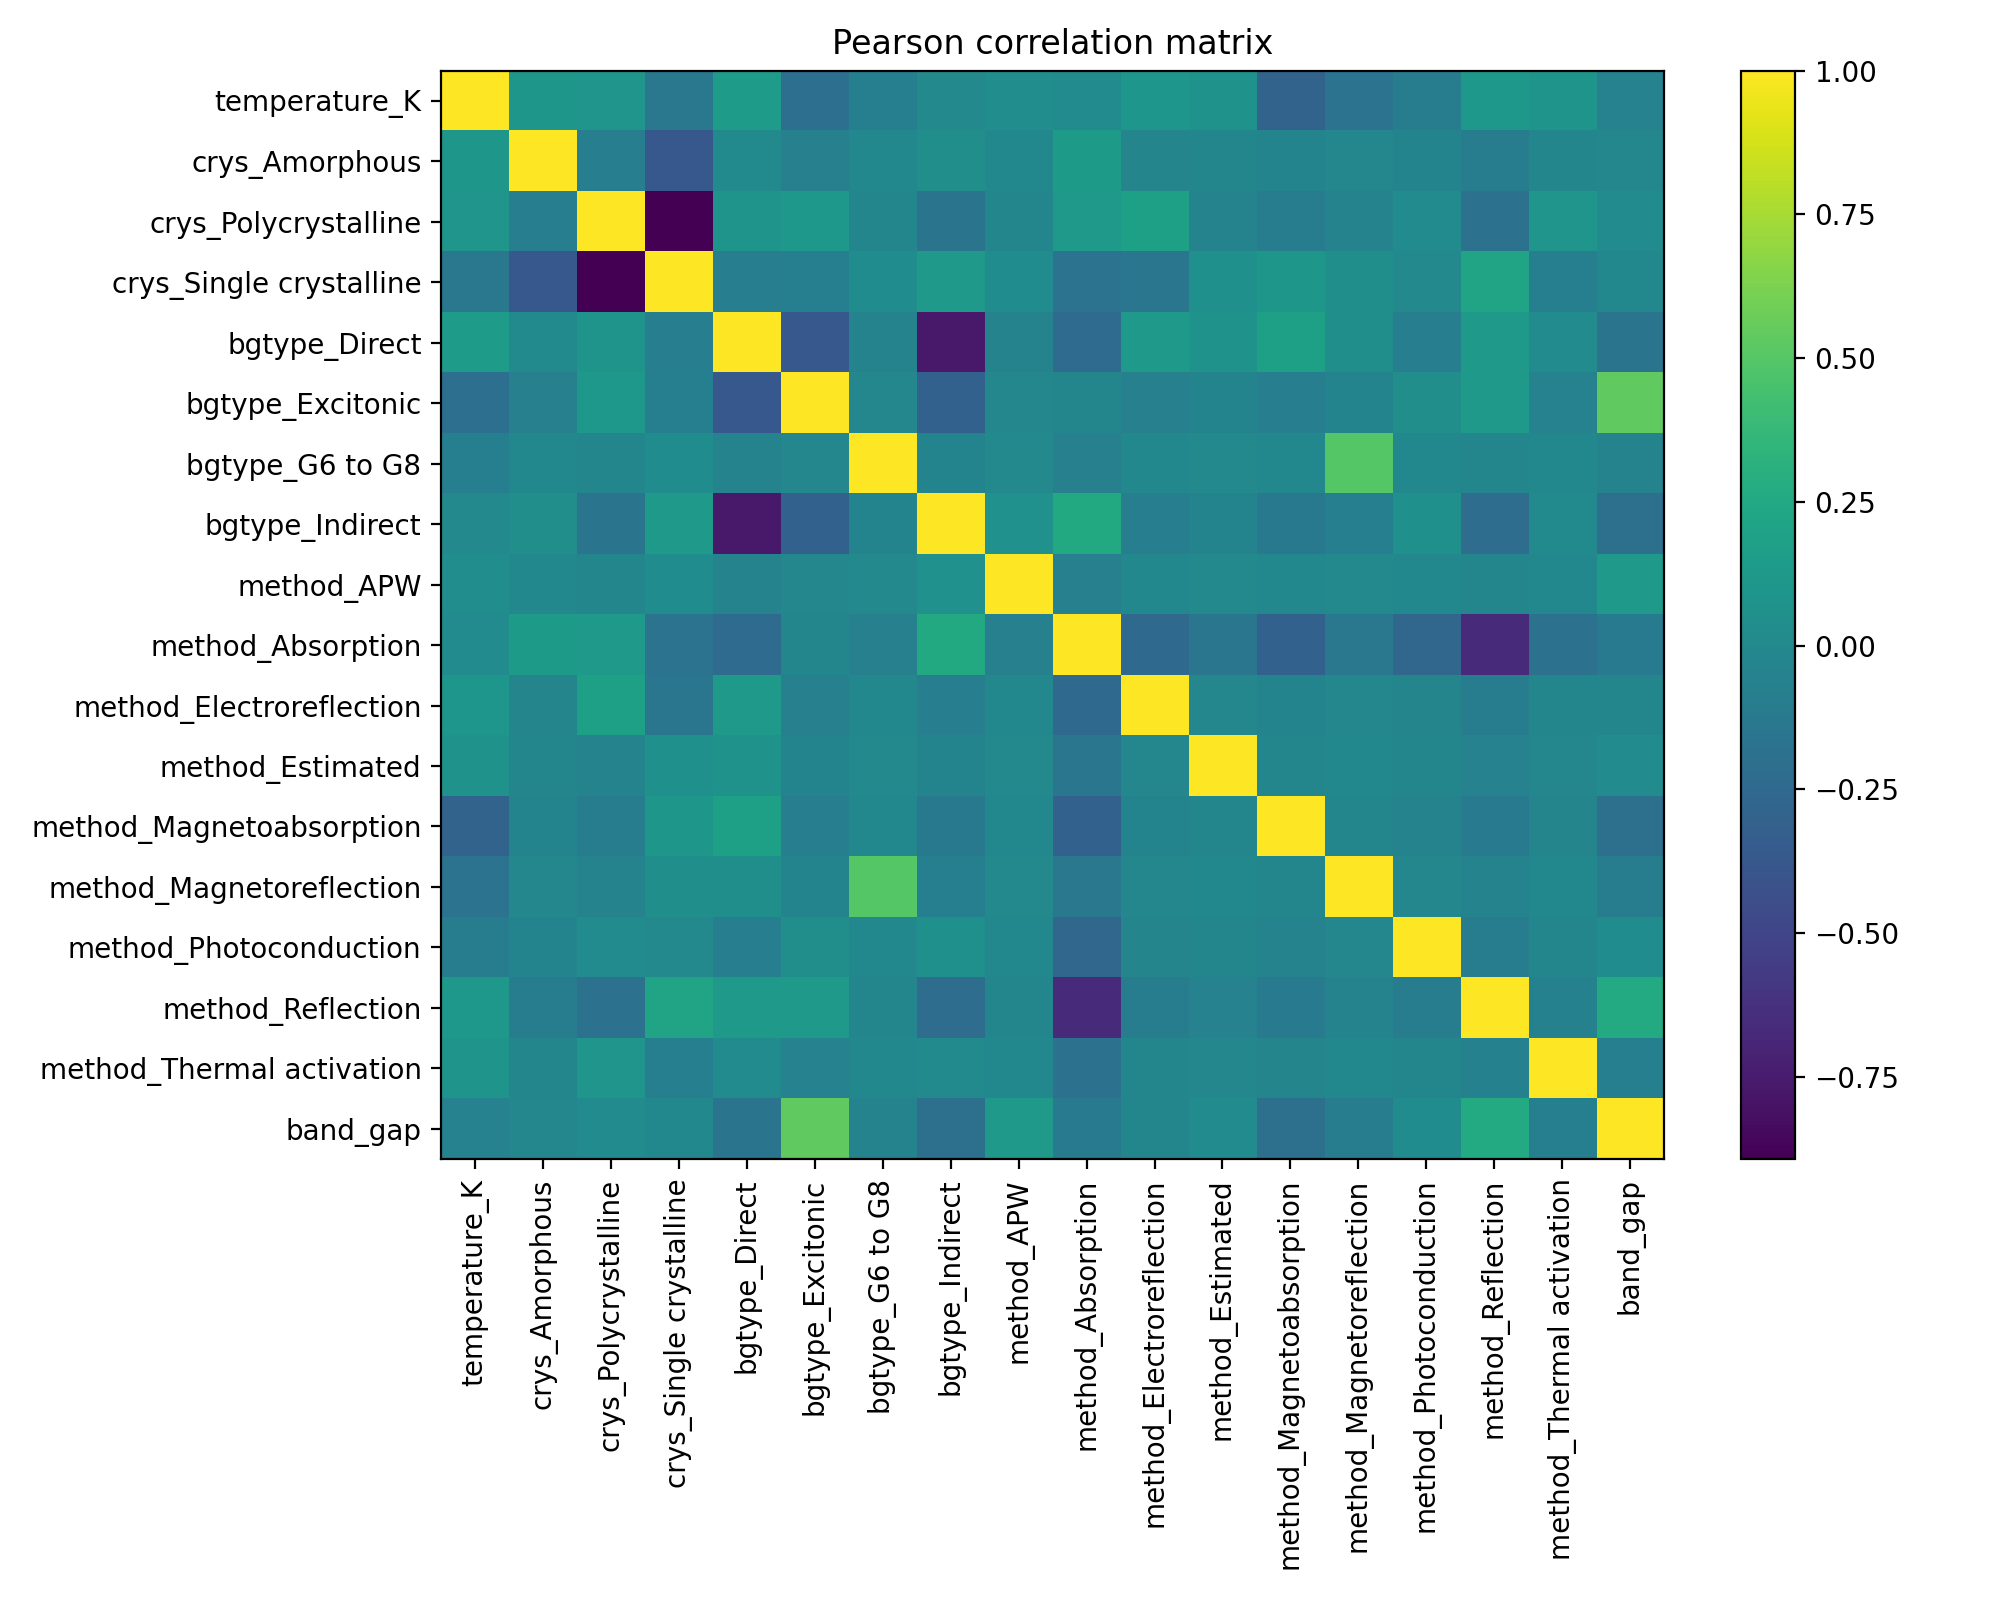 Pearson correlation matrix
temperature_K
crys_Amorphous
crys_Polycrystalline
crys_Single crystalline
bgtype_Direct
bgtype_Excitonic
bgtype_G6 to G8
bgtype_Indirect
method_APW
method_Absorption
method_Electroreflection
method_Estimated
method_Magnetoabsorption
method_Magnetoreflection
method_Photoconduction
method_Reflection
method_Thermal activation
band_gap
temperature_K
crys_Amorphous
crys_Polycrystalline
crys_Single crystalline
bgtype_Direct
bgtype_Excitonic
bgtype_G6 to G8
bgtype_Indirect
method_APW
method_Absorption
method_Electroreflection
method_Estimated
method_Magnetoabsorption
method_Magnetoreflection
method_Photoconduction
method_Reflection
method_Thermal activation
band_gap
1.00
0.75
0.50
0.25
0.00
−0.25
−0.50
−0.75